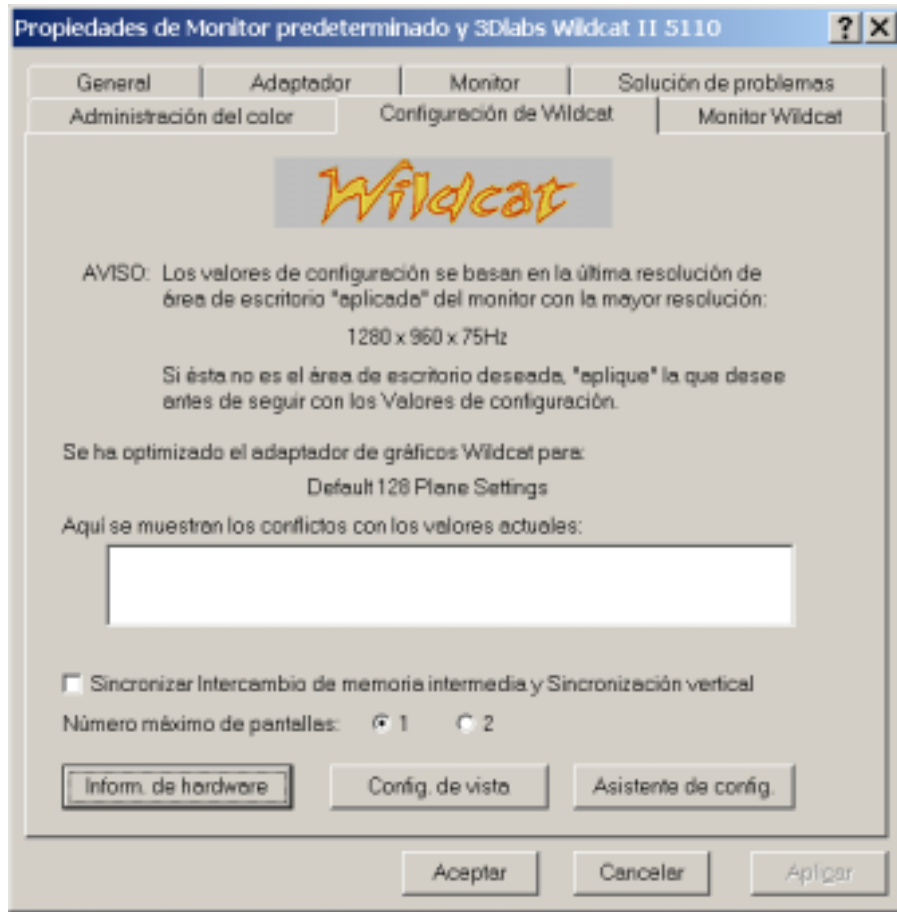 Propiedades de Monitor predeterminado y 3Dlabs Wildcat II 5110
General Adaptador Monitor Solución de problemas
Administración del color Configuración de Wildcat Monitor Wildcat
Wildcat
AVISO: Los valores de configuración se basan en la última resolución de
área de escritorio "aplicada" del monitor con la mayor resolución:
1280 x 960 x 75Hz
Si ésta no es el área de escritorio deseada, "aplique" la que desee
antes de seguir con los Valores de configuración.
Se ha optimizado el adaptador de gráficos Wildcat para:
Default 128 Plane Settings
Aquí se muestran los conflictos con los valores actuales:
Sincronizar Intercambio de memoria intermedia y Sincronización vertical
Número máximo de pantallas: 1 2
Inform. de hardware Config. de vista Asistente de config.
Aceptar Cancelar Aplicar